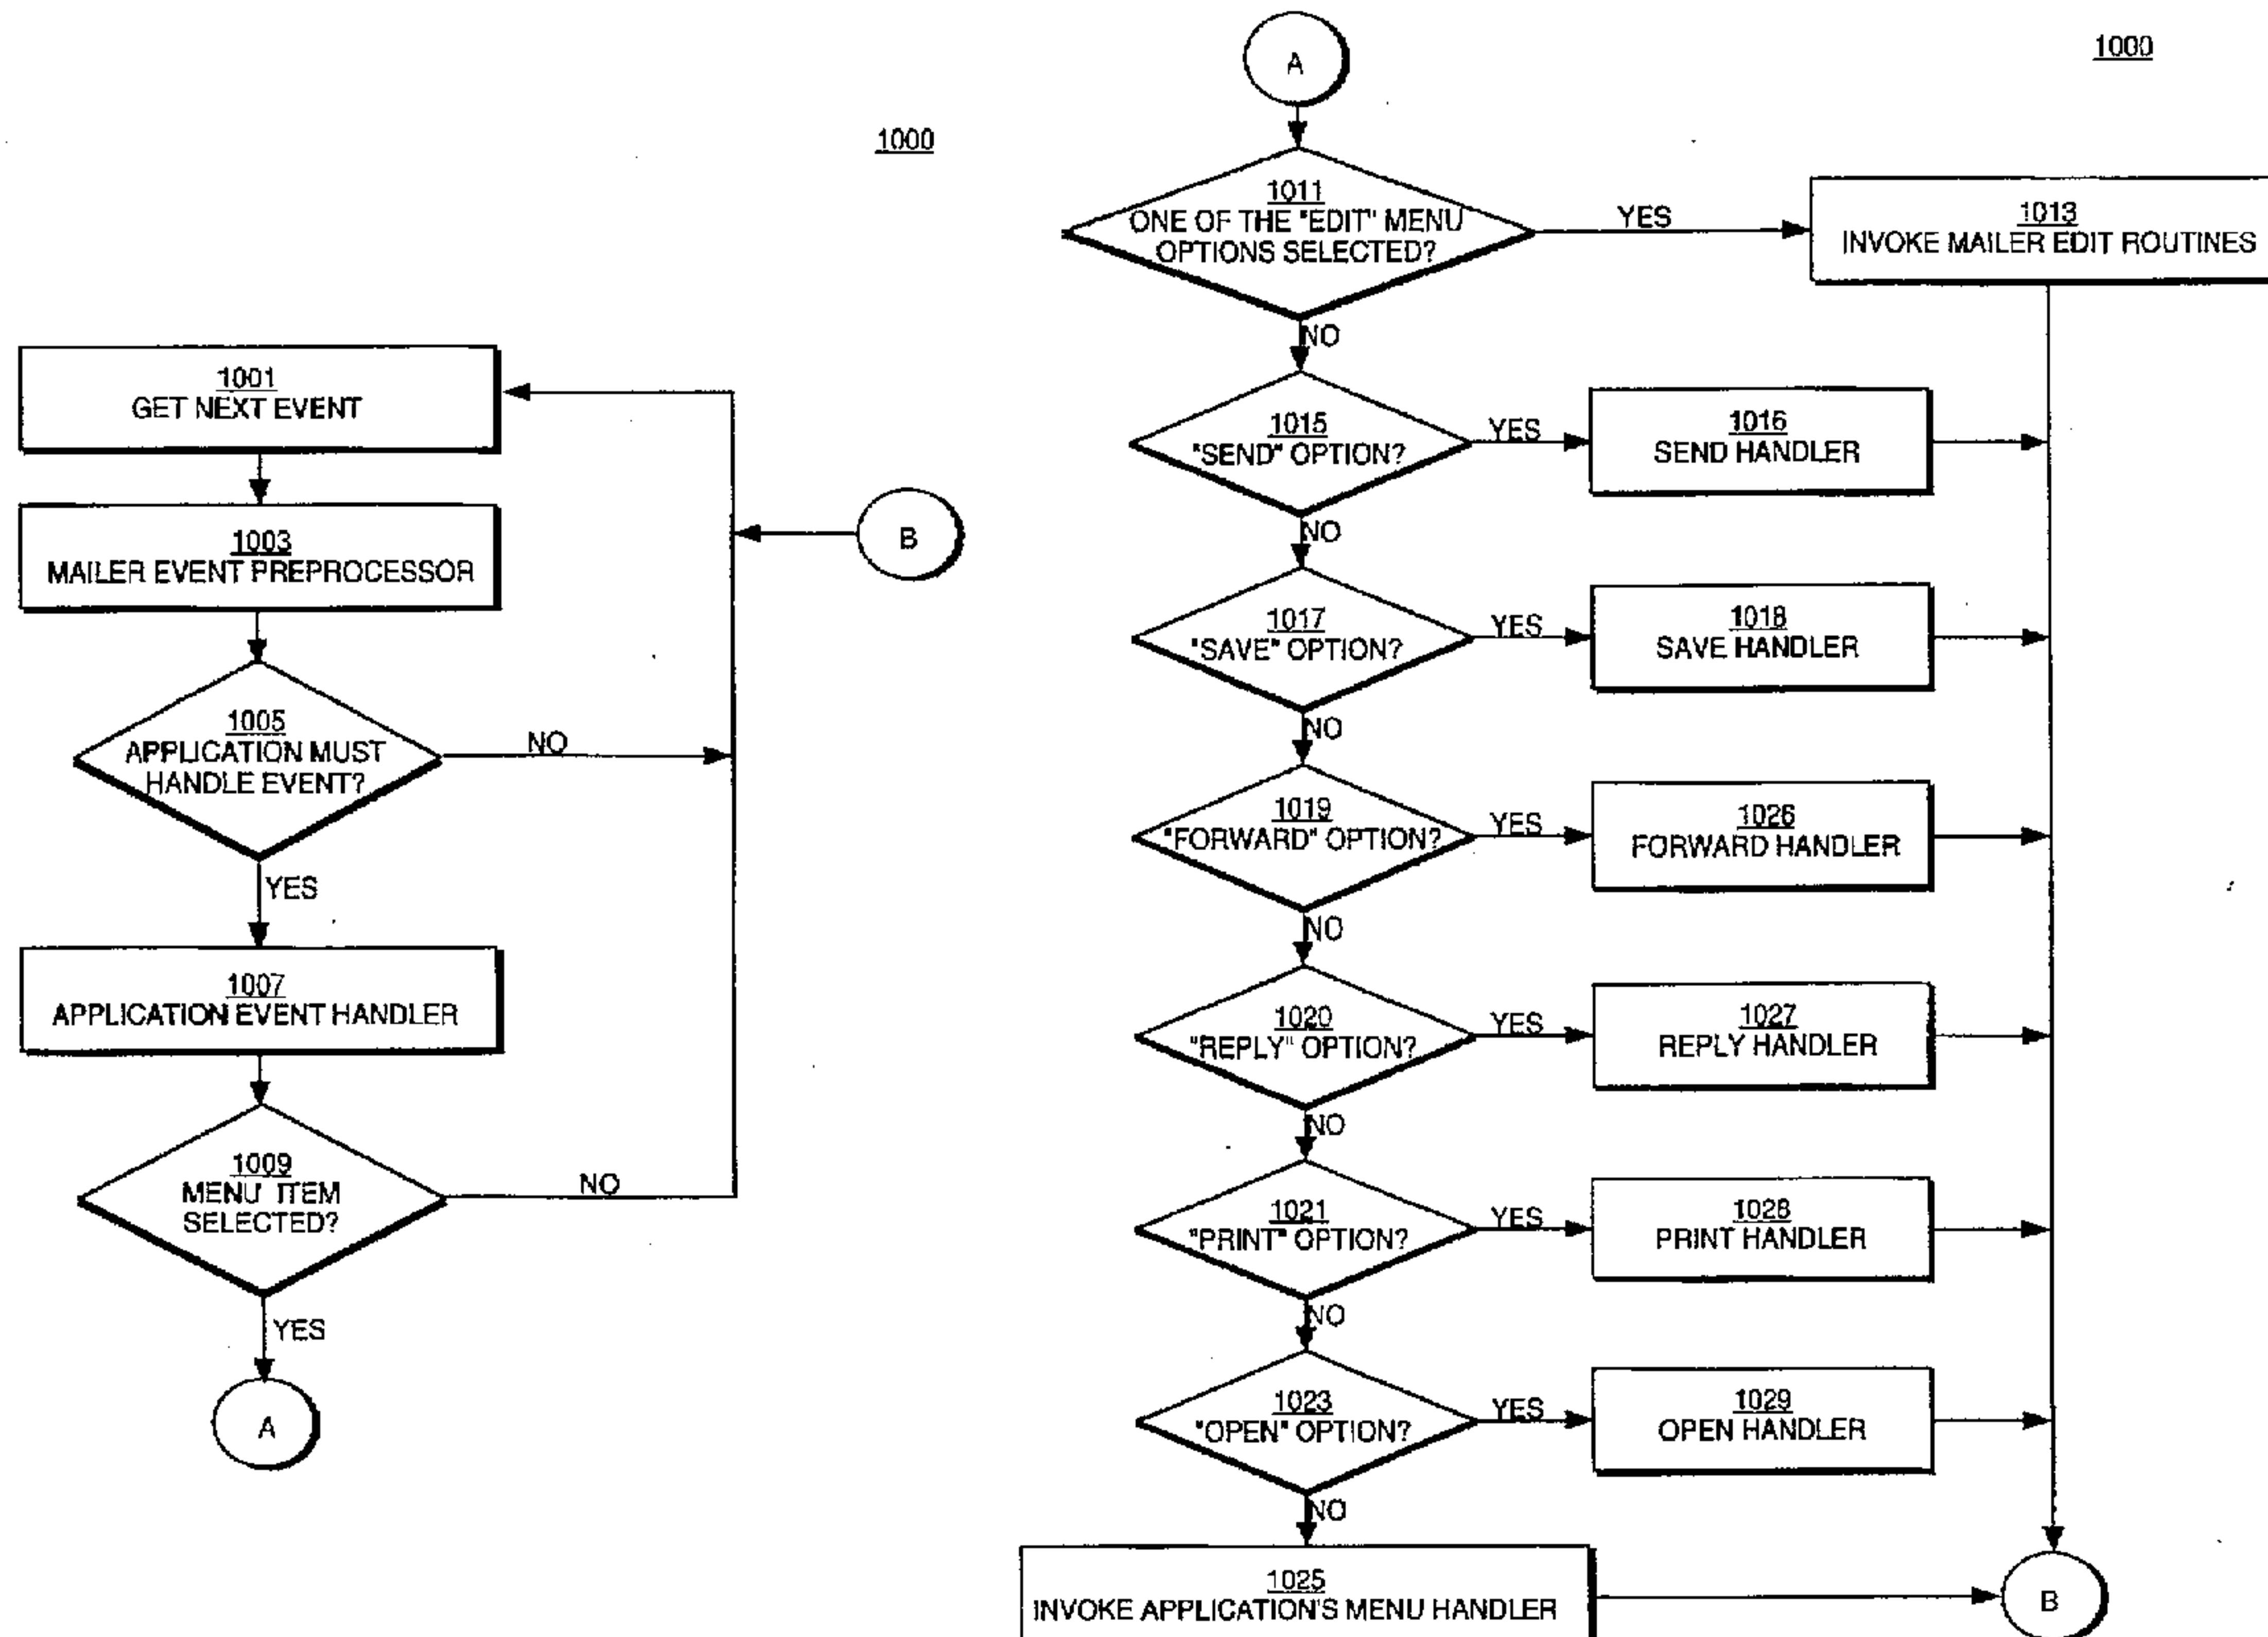 1000
1001
GET NEXT EVENT
1003
MAILER EVENT PREPROCESSOR
B
1005
APPLICATION MUST
HANDLE EVENT?
NO
YES
1007
APPLICATION EVENT HANDLER
1009
MENU ITEM
SELECTED?
NO
YES
A
1000
A
1011
ONE OF THE "EDIT" MENU
OPTIONS SELECTED?
YES
1013
INVOKE MAILER EDIT ROUTINES
NO
1015
"SEND" OPTION?
YES
1016
SEND HANDLER
NO
1017
"SAVE" OPTION?
YES
1018
SAVE HANDLER
NO
1019
"FORWARD" OPTION?
YES
1026
FORWARD HANDLER
NO
1020
"REPLY" OPTION?
YES
1027
REPLY HANDLER
NO
1021
"PRINT" OPTION?
YES
1028
PRINT HANDLER
NO
1023
"OPEN" OPTION?
YES
1029
OPEN HANDLER
NO
1025
INVOKE APPLICATION'S MENU HANDLER
B